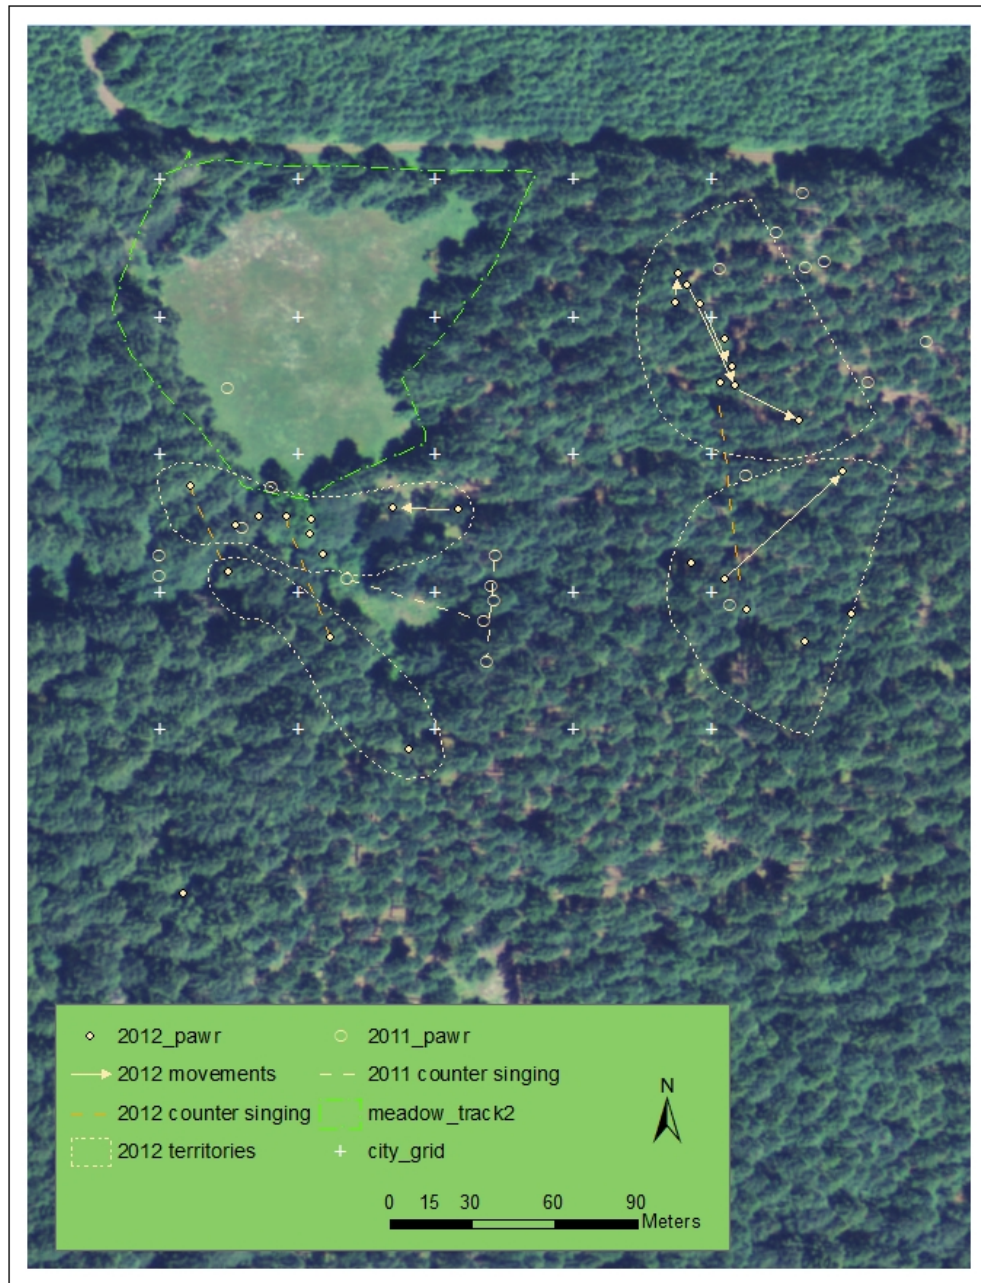 2012_pawr 2011_pawr
2012 movements 2011 counter singing
2012 counter singing meadow_track2
2012 territories city_grid
N
0 15 30 60 90
Meters